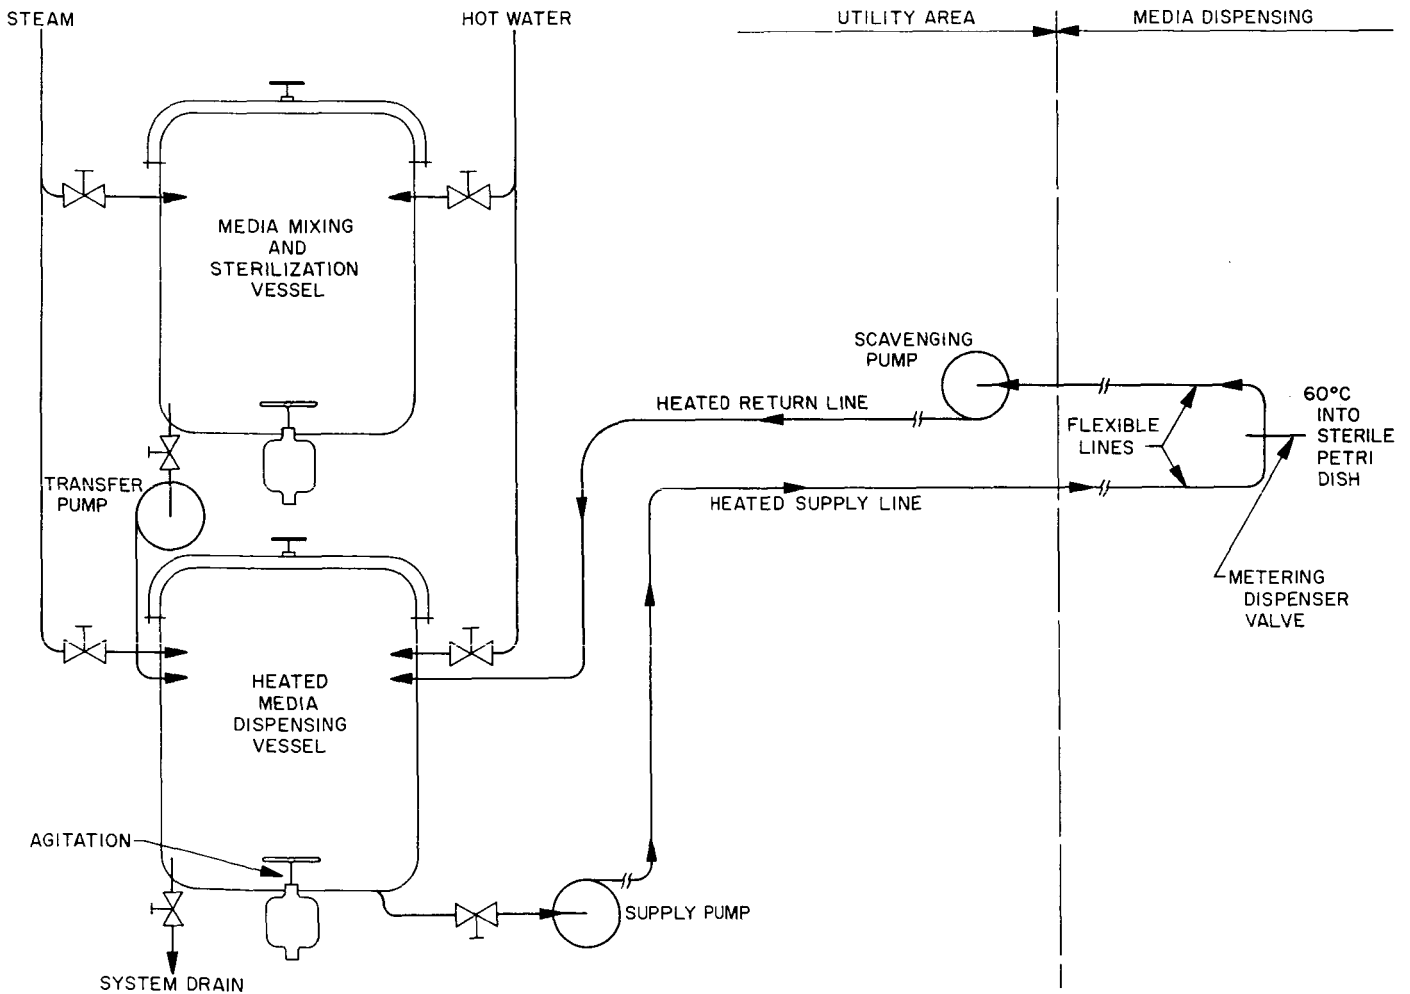 STEAM
HOT WATER
UTILITY AREA
MEDIA DISPENSING
MEDIA MIXING
AND
STERILIZATION
VESSEL
SCAVENGING
PUMP
HEATED RETURN LINE
FLEXIBLE
LINES
60°C
INTO
STERILE
PETRI
DISH
TRANSFER
PUMP
HEATED SUPPLY LINE
METERING
DISPENSER
VALVE
HEATED
MEDIA
DISPENSING
VESSEL
AGITATION
SUPPLY PUMP
SYSTEM DRAIN